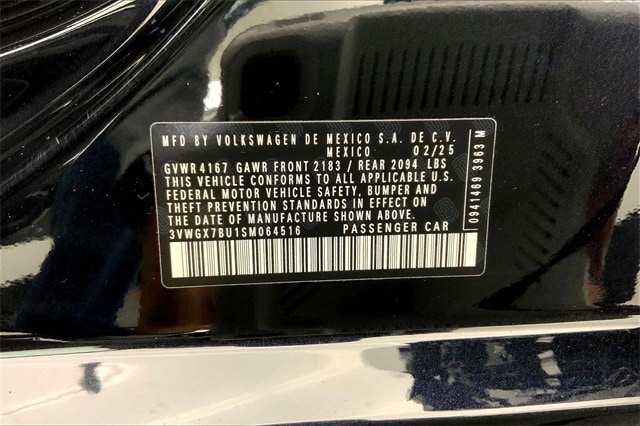 MFD BY VOLKSWAGEN DE MEXICO S.A. DE C.V.
MEXICO 02/25
GVWR 4167 GAWR FRONT 2183 / REAR 2094 LBS
THIS VEHICLE CONFORMS TO ALL APPLICABLE U.S.
FEDERAL MOTOR VEHICLE SAFETY, BUMPER AND
THEFT PREVENTION STANDARDS IN EFFECT ON
THE DATE OF MANUFACTURE SHOWN ABOVE.
3VWGX7BU1SM064516 PASSENGER CAR
0941469 3963 M